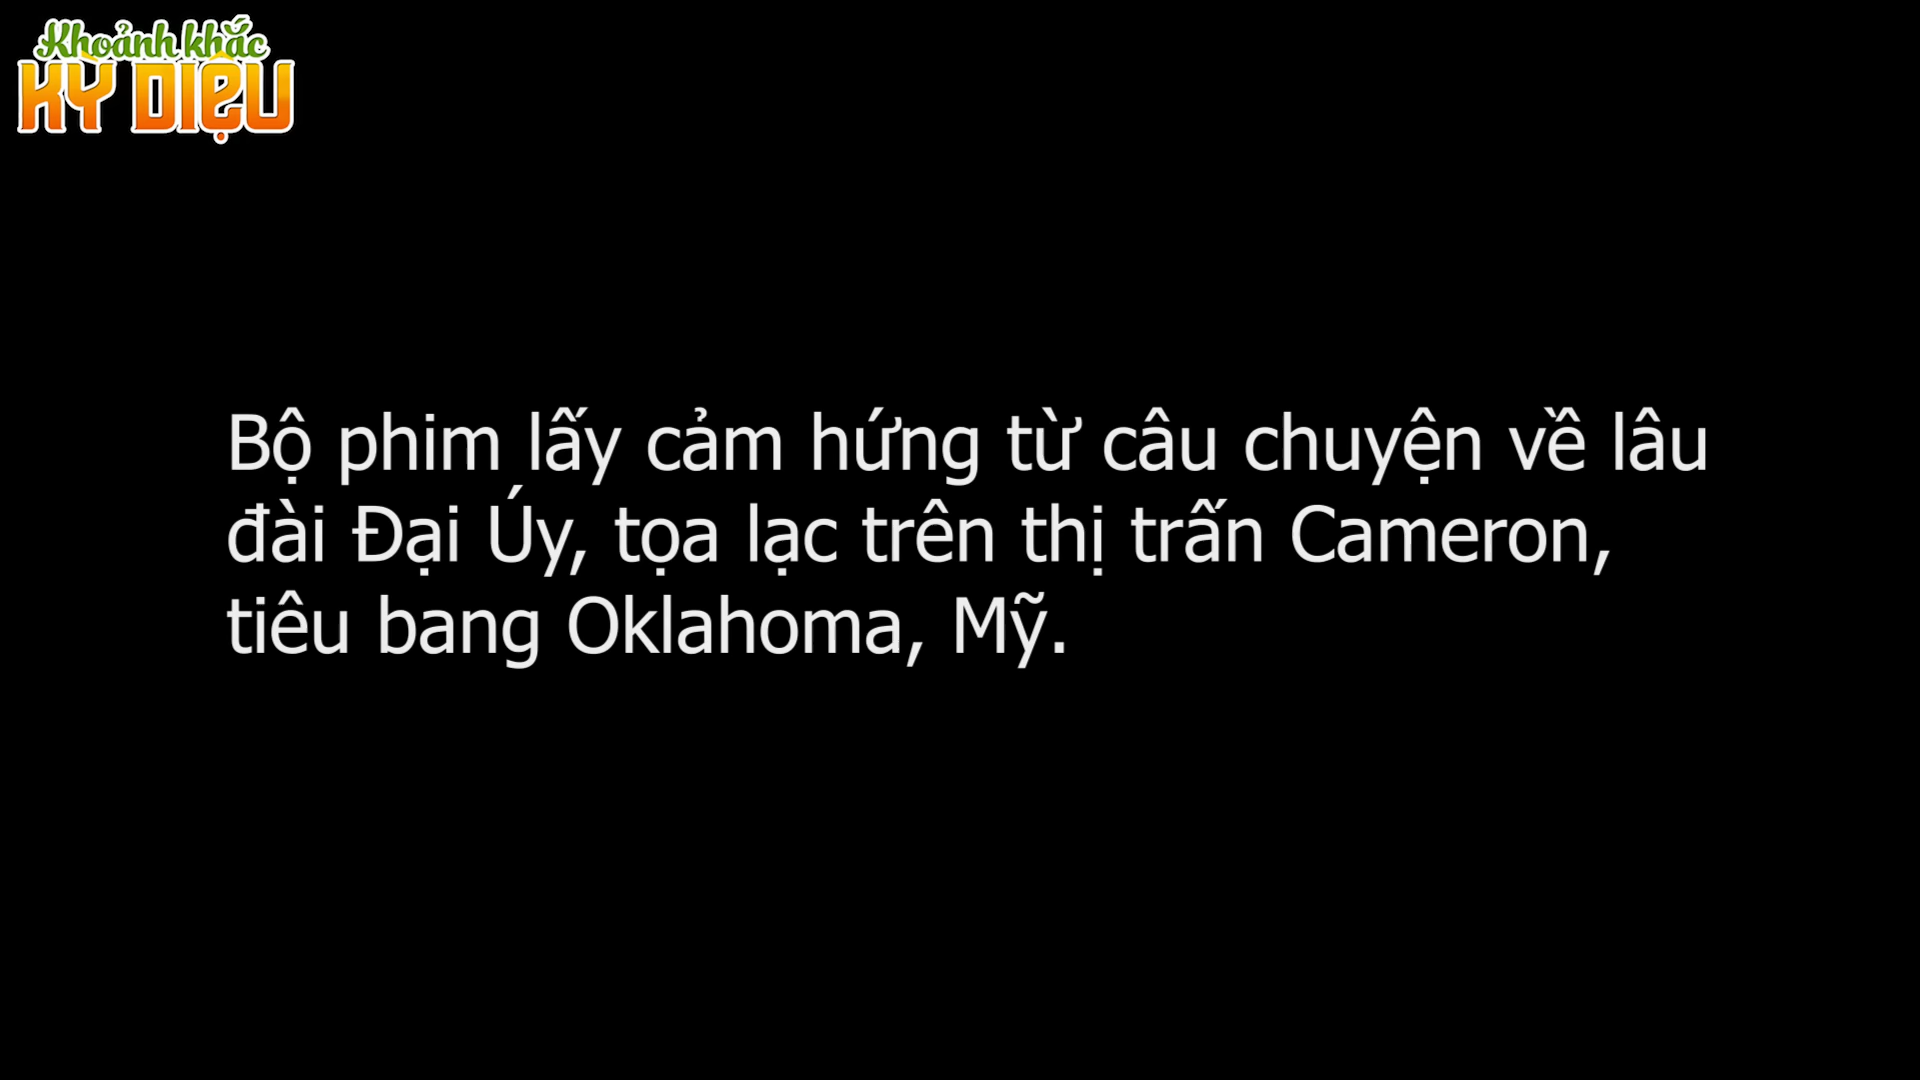 Khoảnh khắc
KỲ DIỆU
Bộ phim lấy cảm hứng từ câu chuyện về lâu
đài Đại Úy, tọa lạc trên thị trấn Cameron,
tiêu bang Oklahoma, Mỹ.